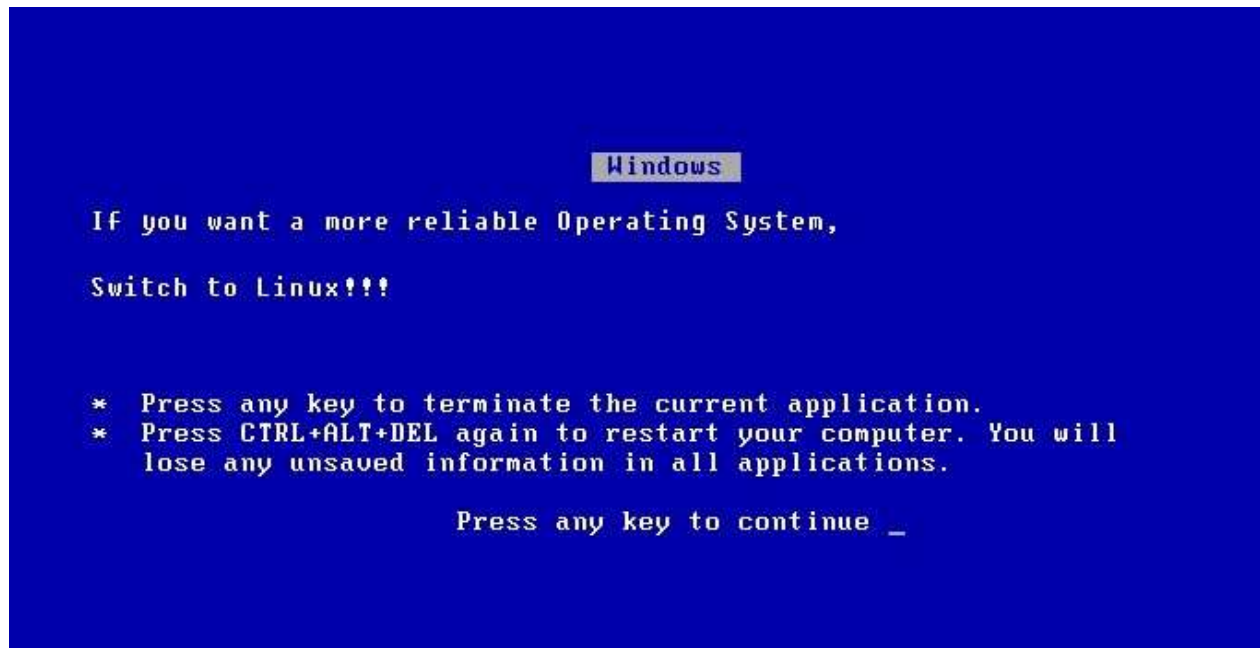 Windows
If you want a more reliable Operating System,
Switch to Linux!!!
* Press any key to terminate the current application.
* Press CTRL+ALT+DEL again to restart your computer. You will
lose any unsaved information in all applications.
Press any key to continue _